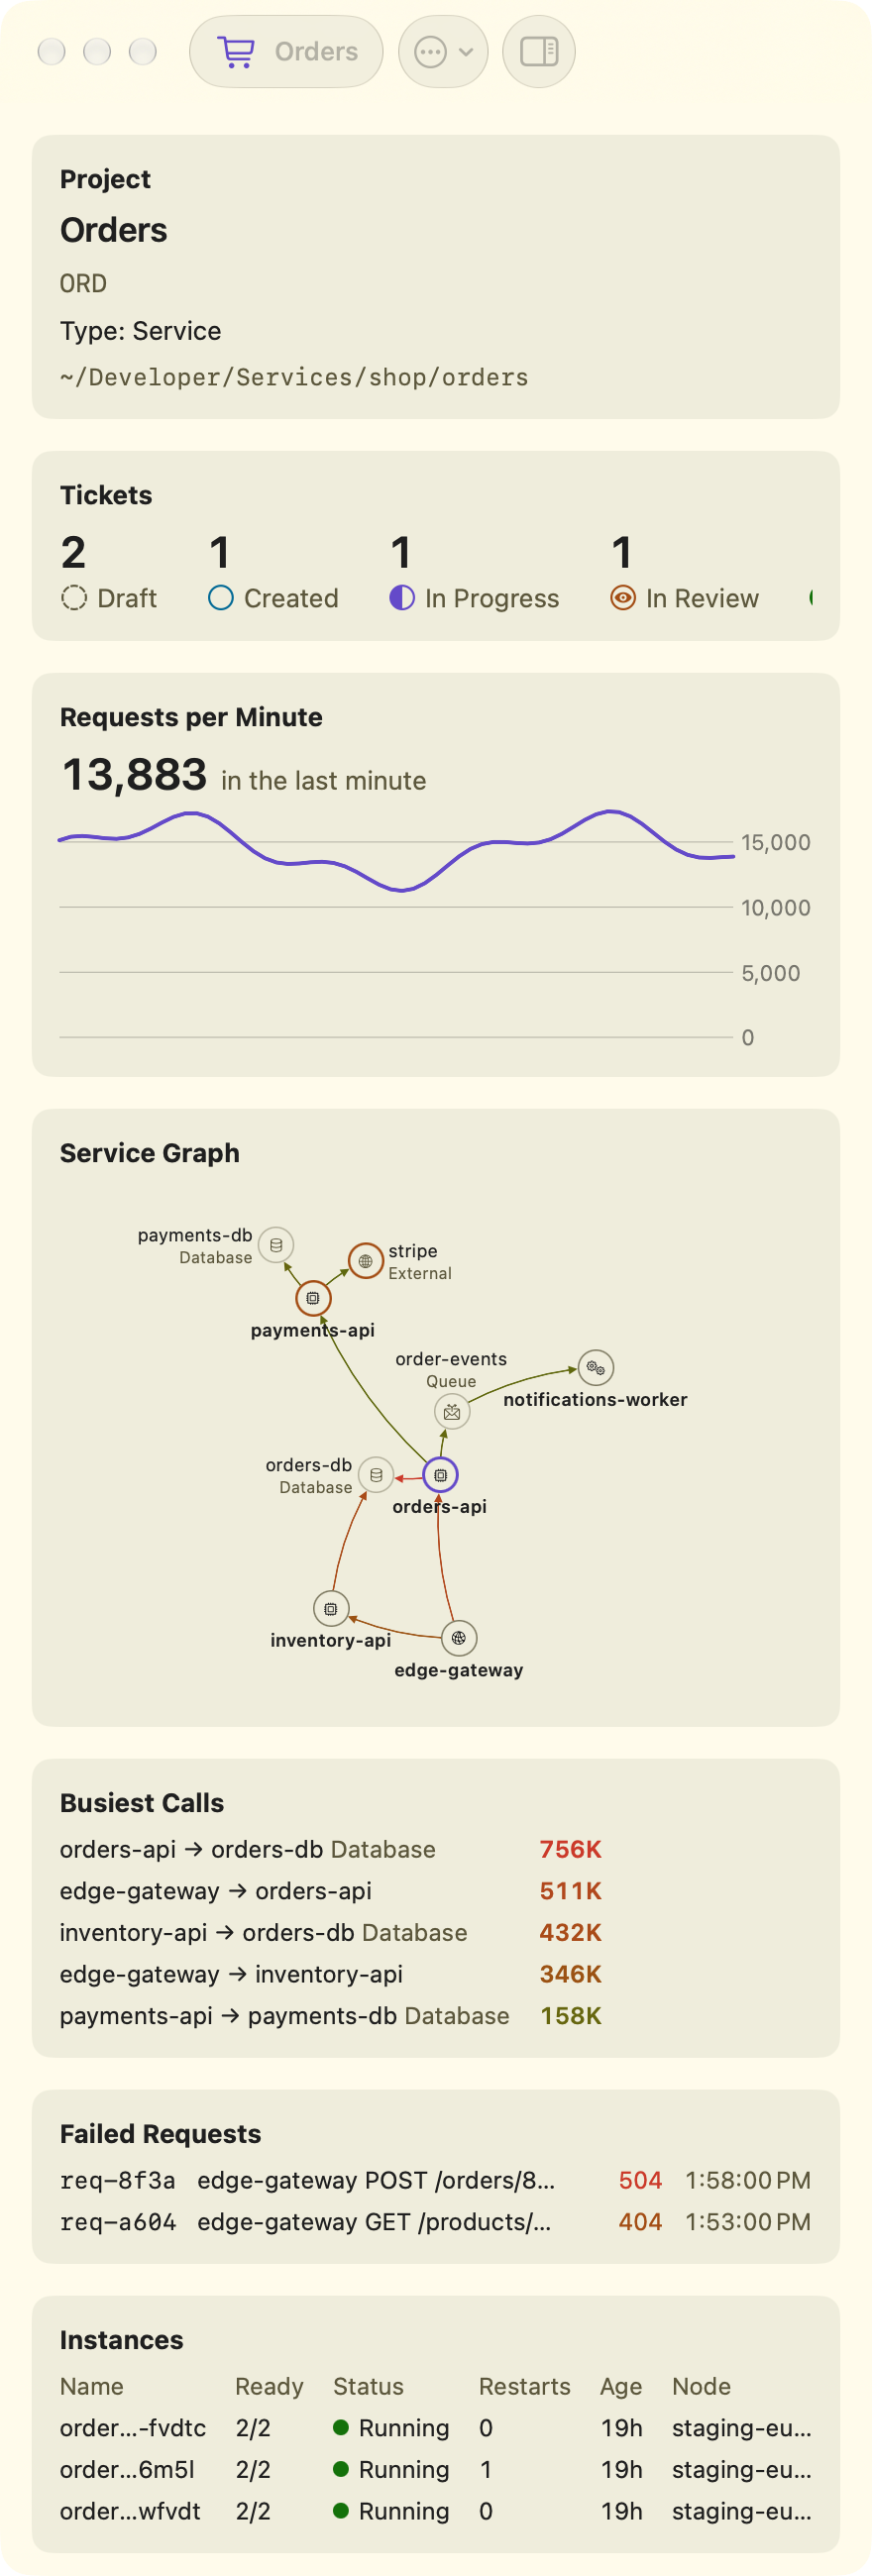 Orders
Project
Orders
ORD
Type: Service
~/Developer/Services/shop/orders
Tickets
2 1 1 1
Draft Created In Progress In Review
Requests per Minute
13,883 in the last minute
15,000
10,000
5,000
0
Service Graph
payments-db
Database
stripe
External
payments-api
order-events
Queue
notifications-worker
orders-db
Database
orders-api
inventory-api
edge-gateway
Busiest Calls
orders-api → orders-db Database 756K
edge-gateway → orders-api 511K
inventory-api → orders-db Database 432K
edge-gateway → inventory-api 346K
payments-api → payments-db Database 158K
Failed Requests
req-8f3a edge-gateway POST /orders/8... 504 1:58:00 PM
req-a604 edge-gateway GET /products/... 404 1:53:00 PM
Instances
Name Ready Status Restarts Age Node
order...-fvdtc 2/2 Running 0 19h staging-eu...
order...6m5l 2/2 Running 1 19h staging-eu...
order...wfvdt 2/2 Running 0 19h staging-eu...